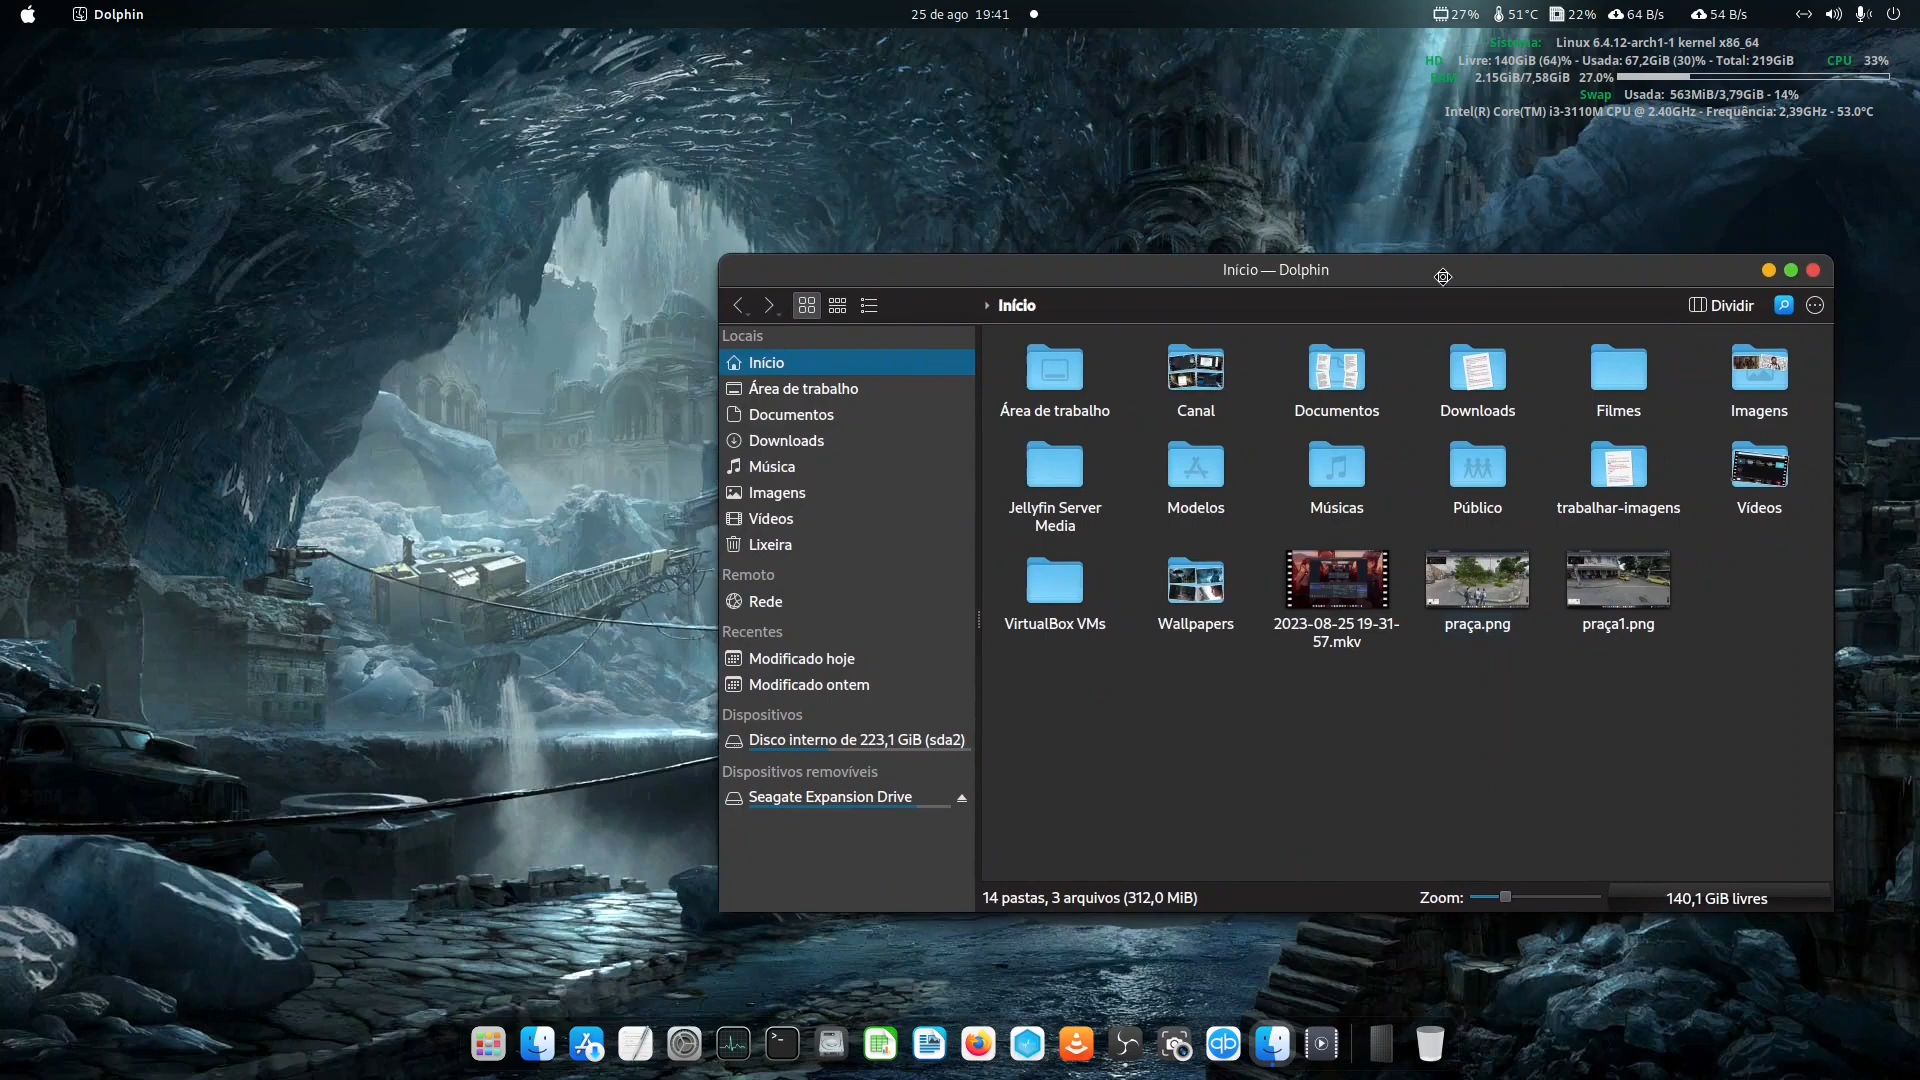 Dolphin
25 de ago 19:41
27% 51°C 22% 64 B/s 54 B/s
Sistema: Linux 6.4.12-arch1-1 kernel x86_64
HD Livre: 140GiB (64)% - Usada: 67,2GiB (30)% - Total: 219GiB CPU 33%
RAM 2.15GiB/7,58GiB 27.0%
Swap Usada: 563MiB/3,79GiB - 14%
Intel(R) Core(TM) i3-3110M CPU @ 2.40GHz - Frequência: 2,39GHz - 53.0°C
Início — Dolphin
Início
Dividir
Locais
Início
Área de trabalho
Documentos
Downloads
Música
Imagens
Vídeos
Lixeira
Remoto
Rede
Recentes
Modificado hoje
Modificado ontem
Dispositivos
Disco interno de 223,1 GiB (sda2)
Dispositivos removíveis
Seagate Expansion Drive
Área de trabalho
Canal
Documentos
Downloads
Filmes
Imagens
Jellyfin Server
Media
Modelos
Músicas
Público
trabalhar-imagens
Vídeos
VirtualBox VMs
Wallpapers
2023-08-25 19-31-
57.mkv
praça.png
praça1.png
14 pastas, 3 arquivos (312,0 MiB)
Zoom:
140,1 GiB livres
qb